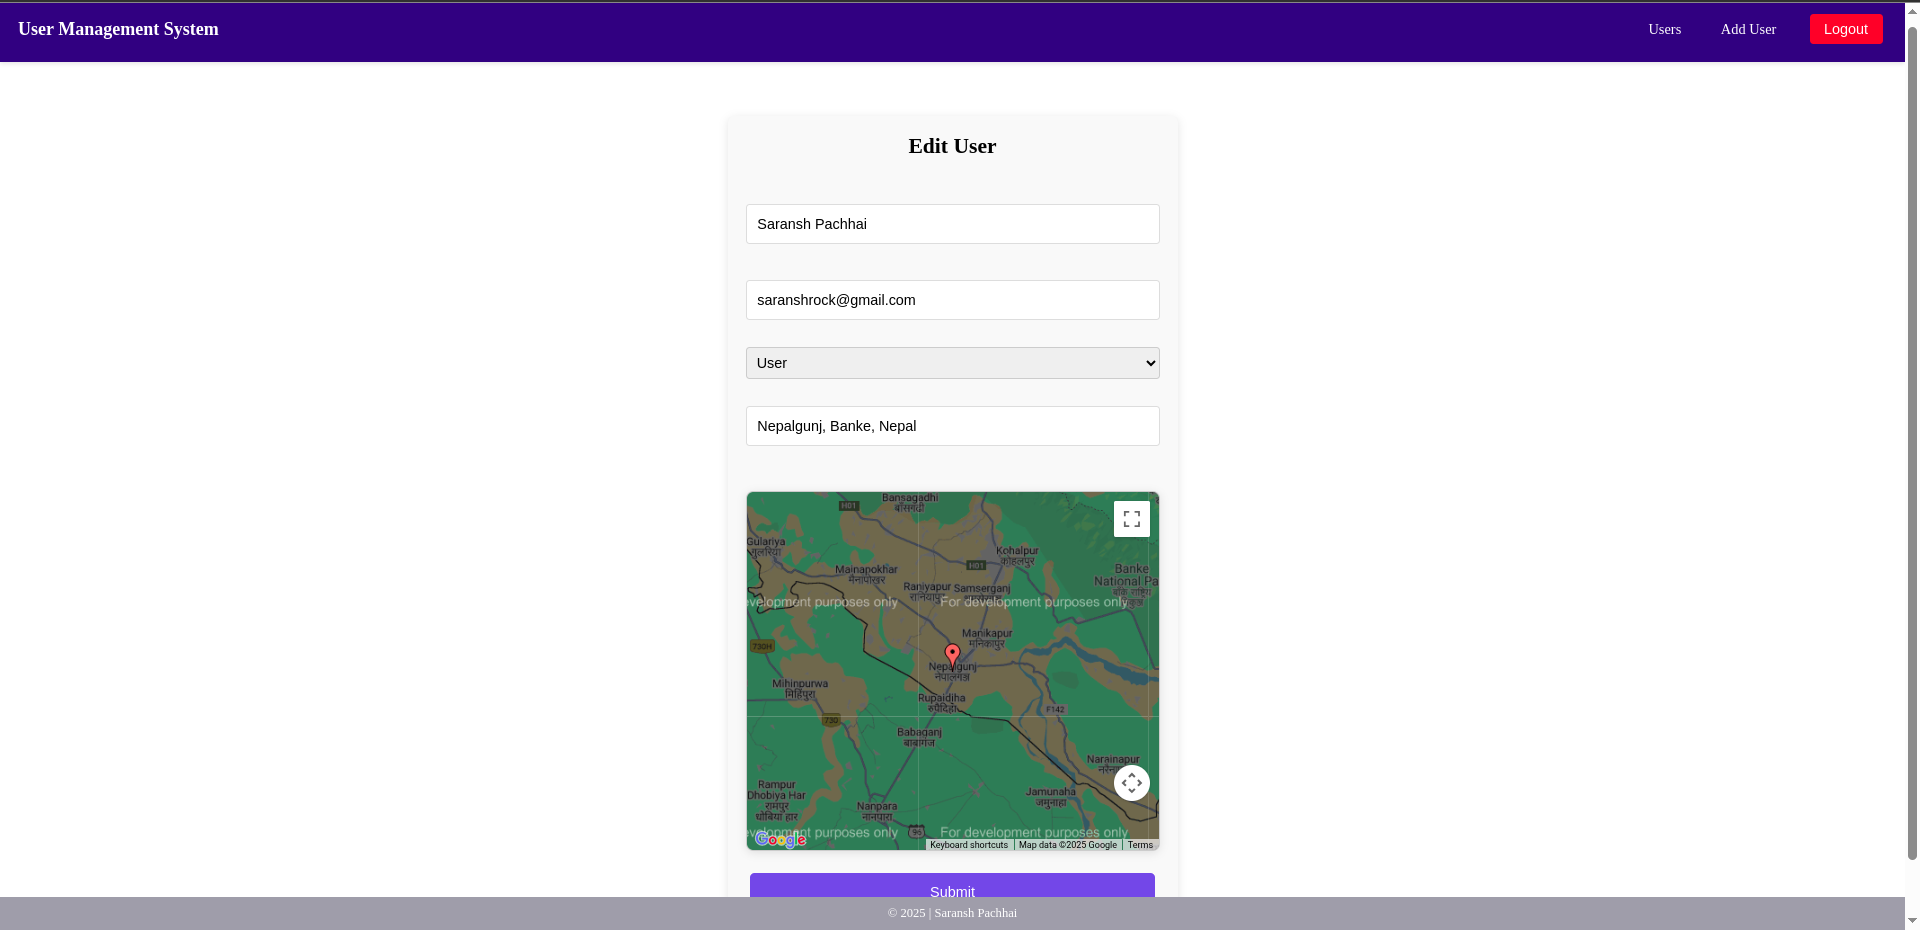 User Management System
Users
Add User
Logout
Edit User
Saransh Pachhai
saranshrock@gmail.com
User
Nepalgunj, Banke, Nepal
Bansagadhi
बाँसगढी
H01
Gulariya
गुलरिया
Kohalpur
कोहलपुर
H01
Mainapokhar
मैनापोखर
Banke
National Pa
Raniyapur
Samserganj
evelopment purposes only
For development purposes only
Manikapur
मनिकापुर
730H
Nepalgunj
नेपालगञ्ज
Mihinpurwa
मिहिंपुरवा
Rupaidiha
रुपैदिहा
F142
730
Babaganj
बाबागंज
Narainapur
Rampur
Dhobiya Har
रामपुर
धोबिया हार
Jamunaha
जमुनाहा
Nanpara
नानपारा
96
evelopment purposes only
For development purposes only
Google
Keyboard shortcuts
Map data ©2025 Google
Terms
Submit
© 2025 | Saransh Pachhai